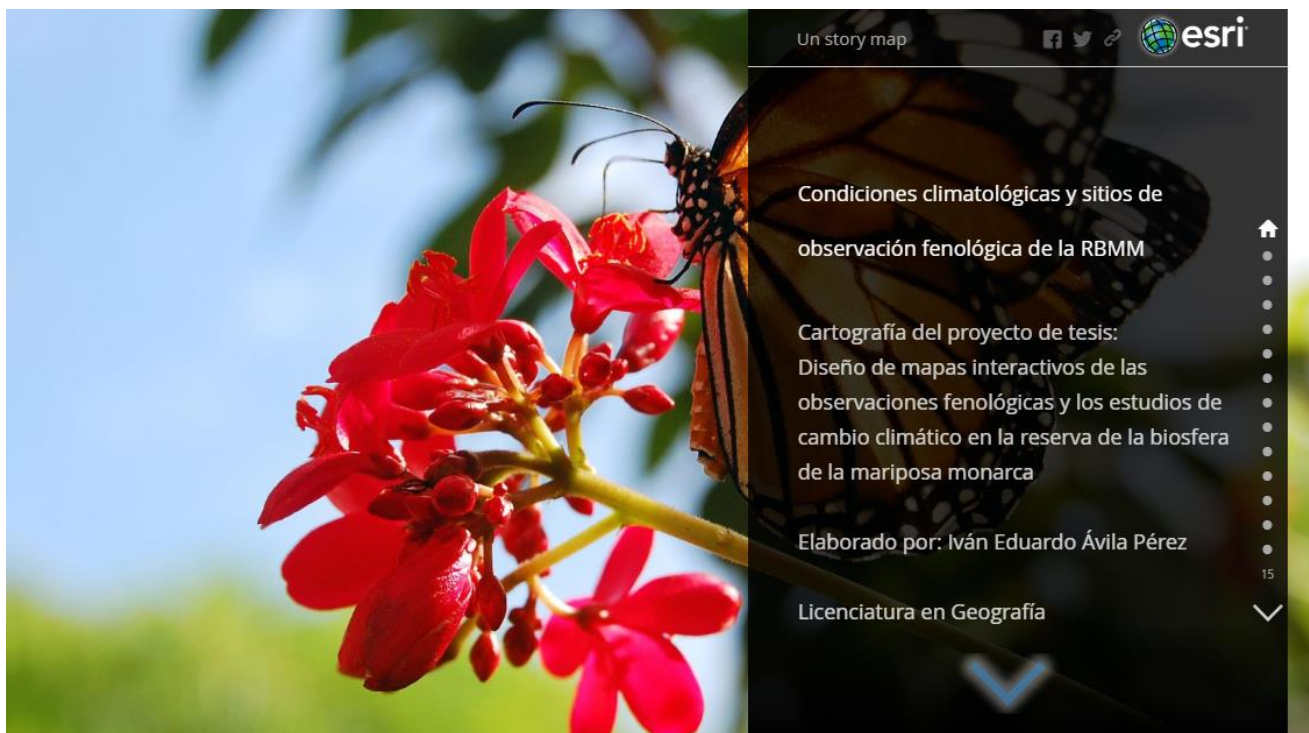 Un story map
esri
Condiciones climatológicas y sitios de
observación fenológica de la RBMM
Cartografía del proyecto de tesis:
Diseño de mapas interactivos de las
observaciones fenológicas y los estudios de
cambio climático en la reserva de la biosfera
de la mariposa monarca
Elaborado por: Iván Eduardo Ávila Pérez
15
Licenciatura en Geografía